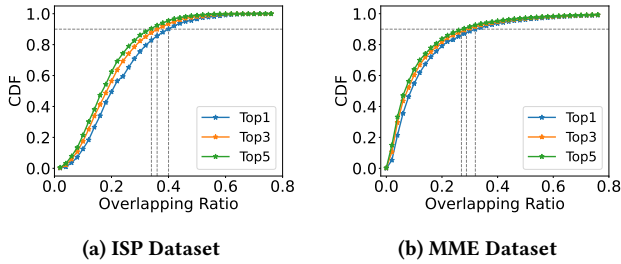 1.0
0.8
0.6
0.4
0.2
0.0
CDF
Top1
Top3
Top5
0.0 0.2 0.4 0.6 0.8
Overlapping Ratio
(a) ISP Dataset
1.0
0.8
0.6
0.4
0.2
0.0
CDF
Top1
Top3
Top5
0.0 0.2 0.4 0.6 0.8
Overlapping Ratio
(b) MME Dataset